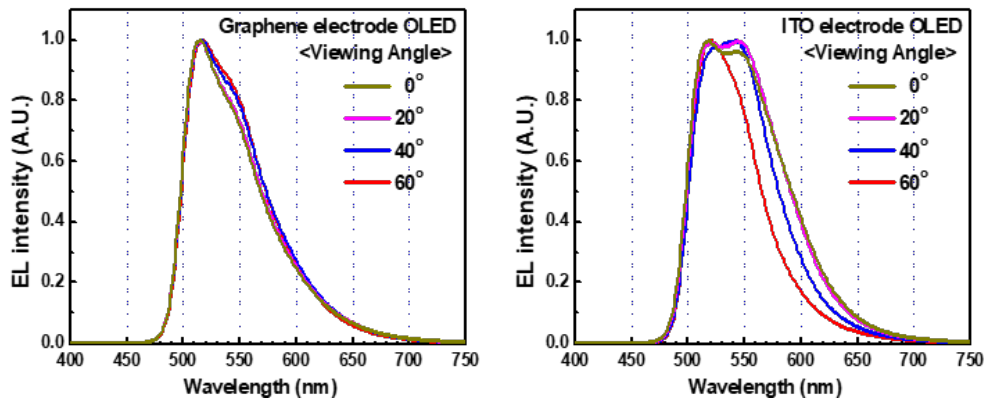 Graphene electrode OLED
<Viewing Angle>
0°
20°
40°
60°
EL intensity (A.U.)
1.0
0.8
0.6
0.4
0.2
0.0
400 450 500 550 600 650 700 750
Wavelength (nm)
ITO electrode OLED
<Viewing Angle>
0°
20°
40°
60°
EL intensity (A.U.)
1.0
0.8
0.6
0.4
0.2
0.0
400 450 500 550 600 650 700 750
Wavelength (nm)